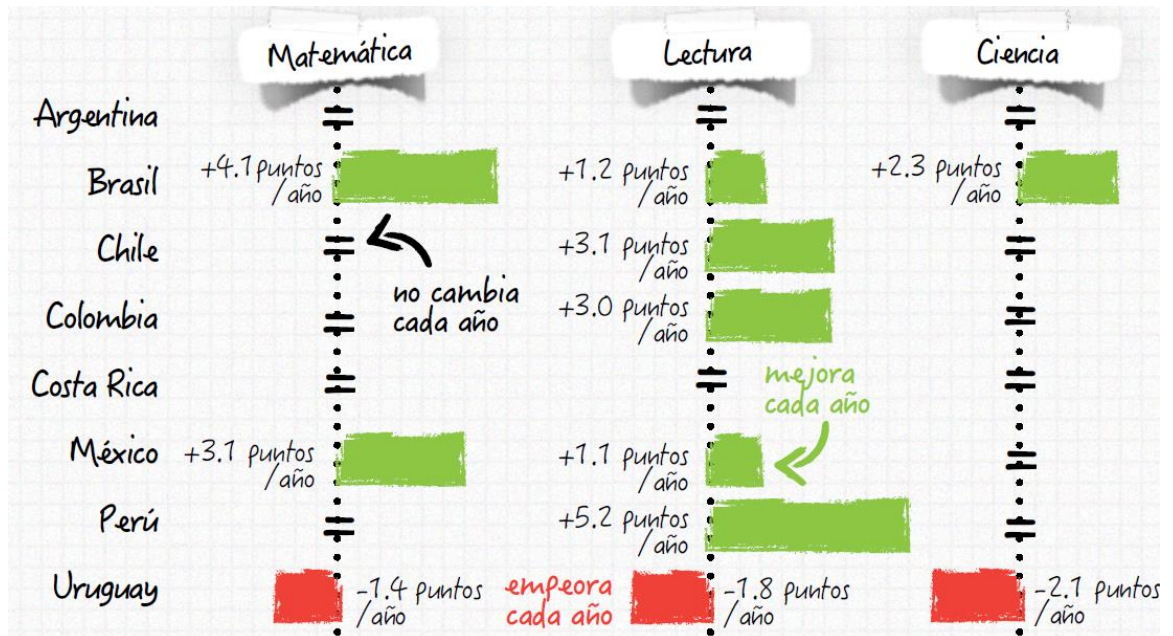 Matemática
Lectura
Ciencia
Argentina
Brasil
+4.1 puntos
/año
+1.2 puntos
/año
+2.3 puntos
/año
Chile
+3.1 puntos
/año
no cambia
cada año
Colombia
+3.0 puntos
/año
Costa Rica
mejora
cada año
México
+3.1 puntos
/año
+1.1 puntos
/año
Perú
+5.2 puntos
/año
Uruguay
-1.4 puntos
/año
empeora
cada año
-1.8 puntos
/año
-2.1 puntos
/año